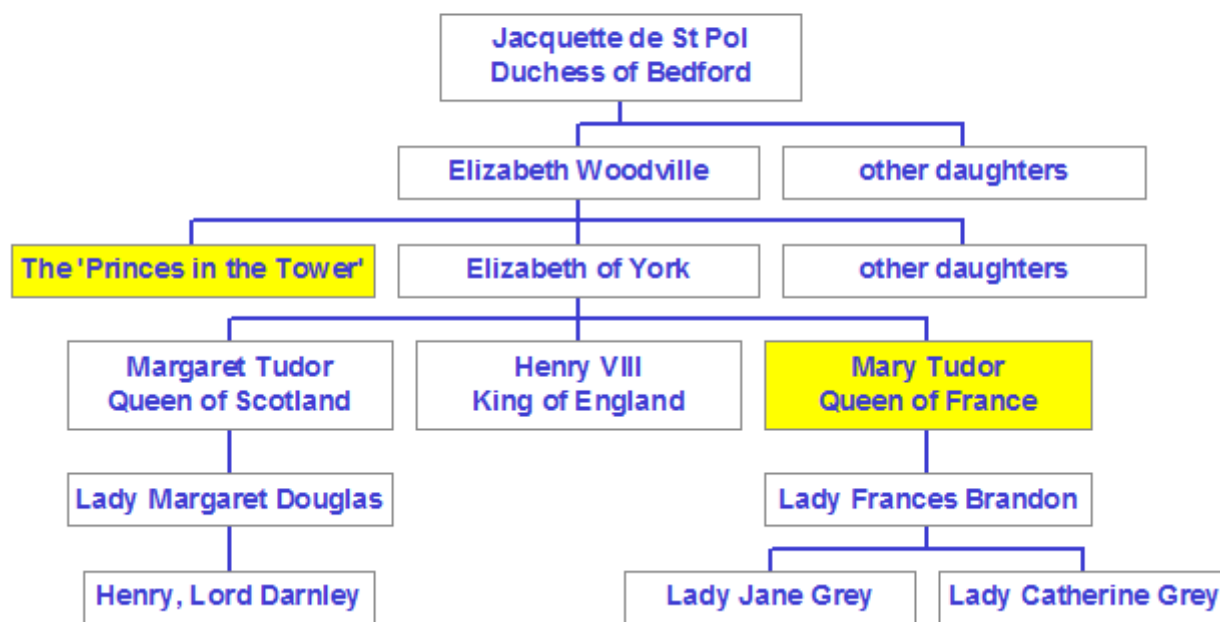 Jacquette de St Pol
Duchess of Bedford
Elizabeth Woodville
other daughters
The 'Princes in the Tower'
Elizabeth of York
other daughters
Margaret Tudor
Queen of Scotland
Henry VIII
King of England
Mary Tudor
Queen of France
Lady Margaret Douglas
Lady Frances Brandon
Henry, Lord Darnley
Lady Jane Grey
Lady Catherine Grey